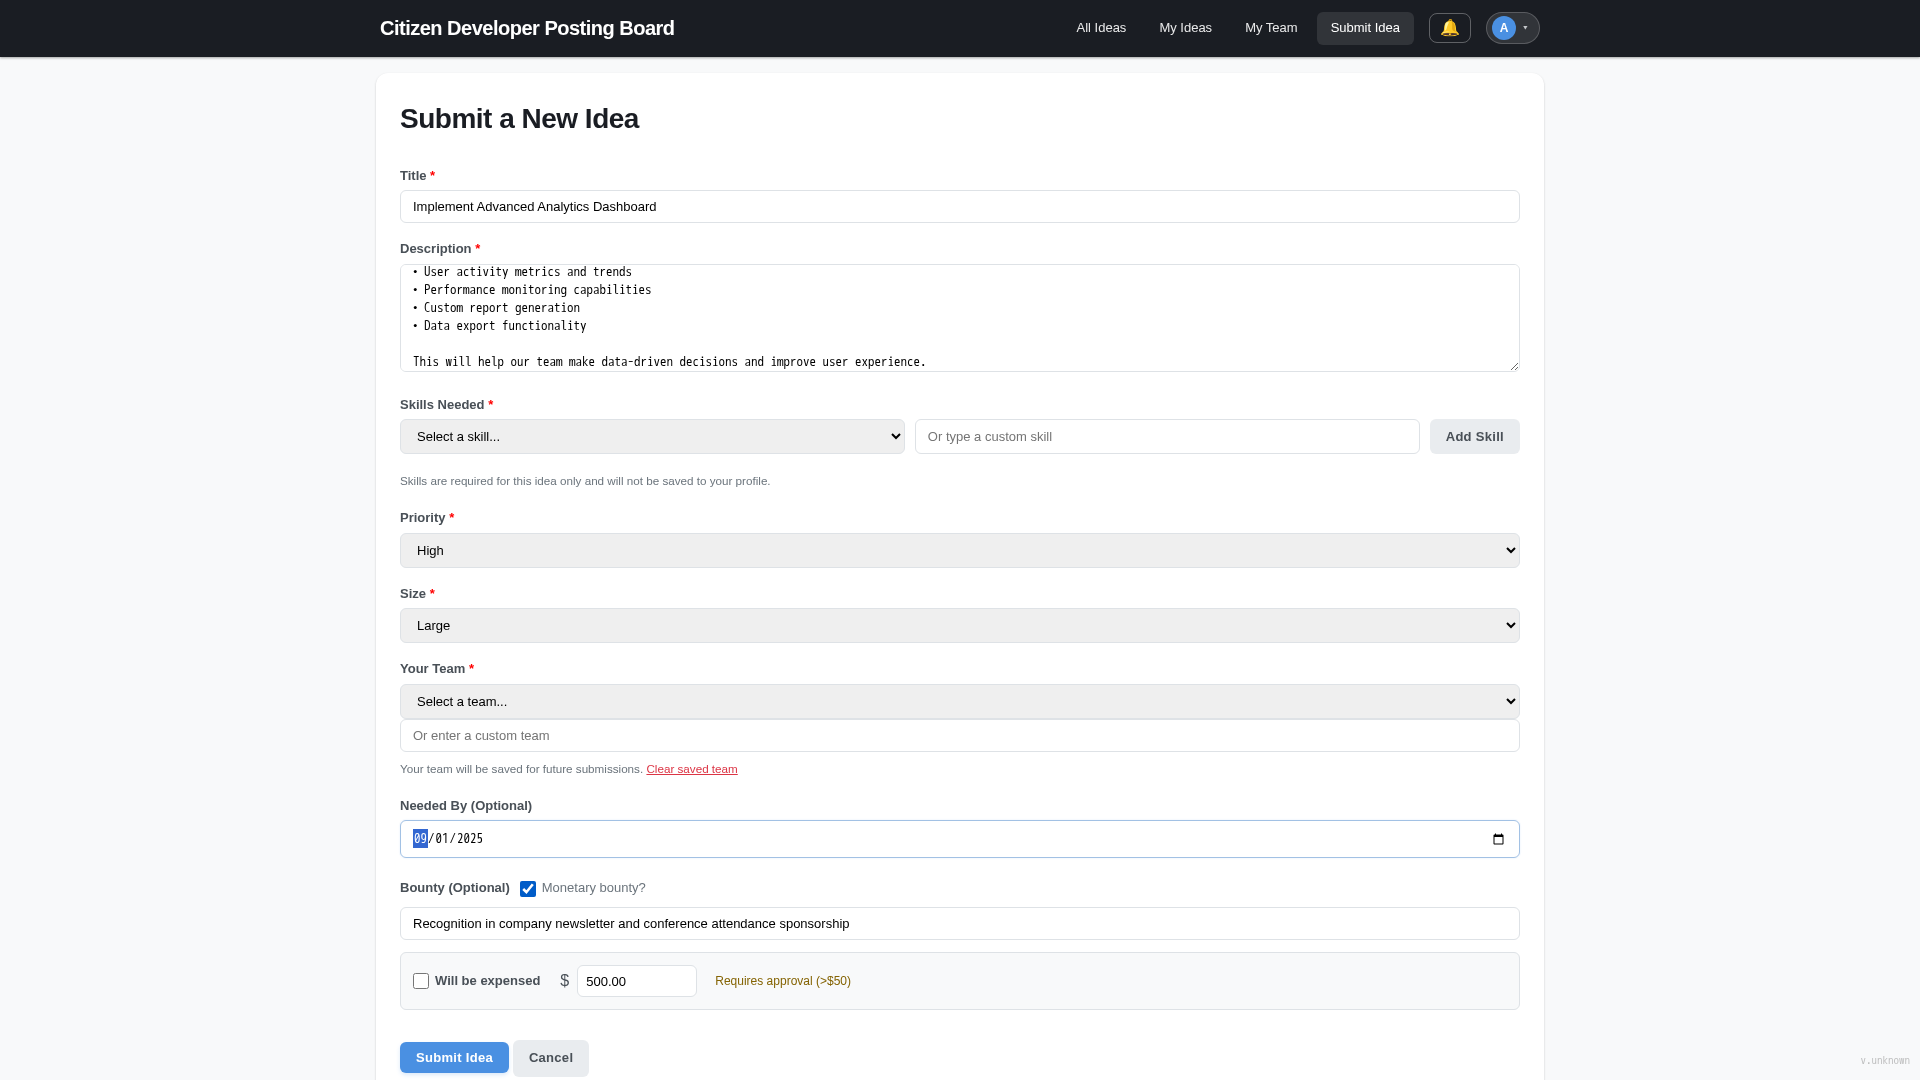 Citizen Developer Posting Board
All Ideas
My Ideas
My Team
Submit Idea
A
Submit a New Idea
Title *
Implement Advanced Analytics Dashboard
Description *
• User activity metrics and trends
• Performance monitoring capabilities
• Custom report generation
• Data export functionality
This will help our team make data-driven decisions and improve user experience.
Skills Needed *
Select a skill...
Or type a custom skill
Add Skill
Skills are required for this idea only and will not be saved to your profile.
Priority *
High
Size *
Large
Your Team *
Select a team...
Or enter a custom team
Your team will be saved for future submissions. Clear saved team
Needed By (Optional)
09/01/2025
Bounty (Optional) Monetary bounty?
Recognition in company newsletter and conference attendance sponsorship
Will be expensed $ 500.00 Requires approval (>$50)
Submit Idea
Cancel
v.unknown